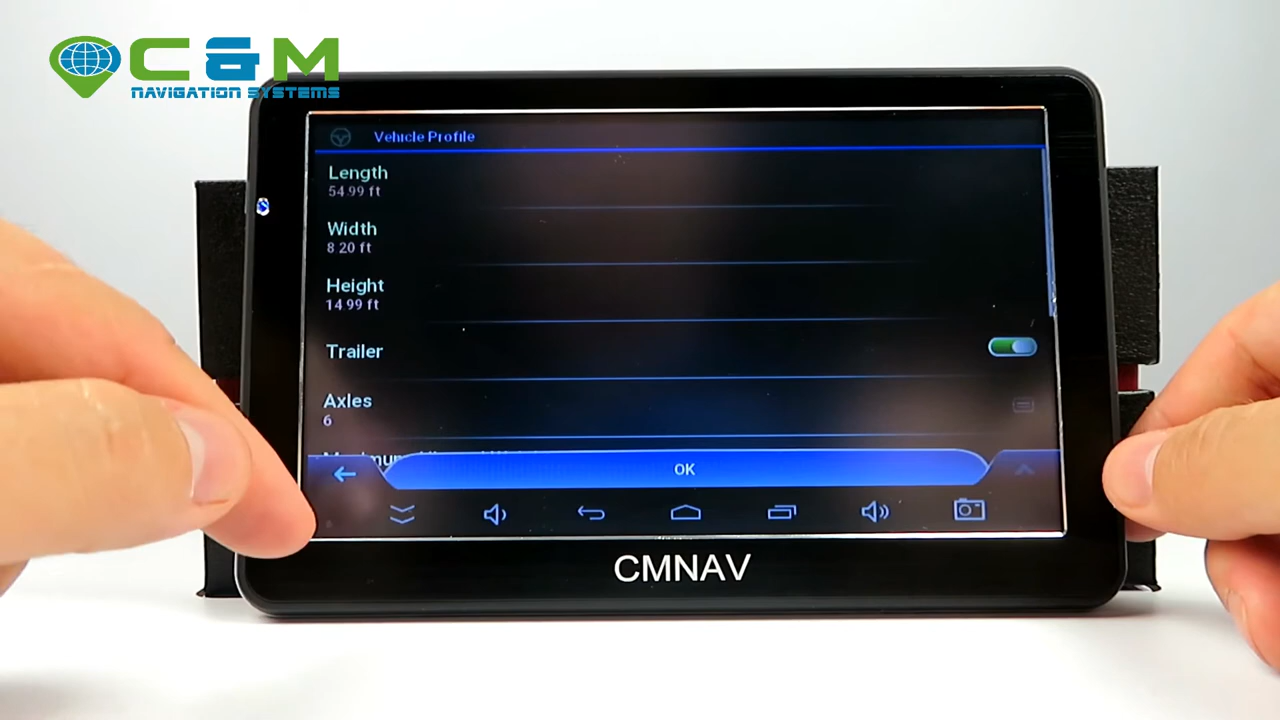 C & M
NAVIGATION SYSTEMS
Vehicle Profile
Length
54.99 ft
Width
8.20 ft
Height
14.99 ft
Trailer
Axles
6
OK
CMNAV